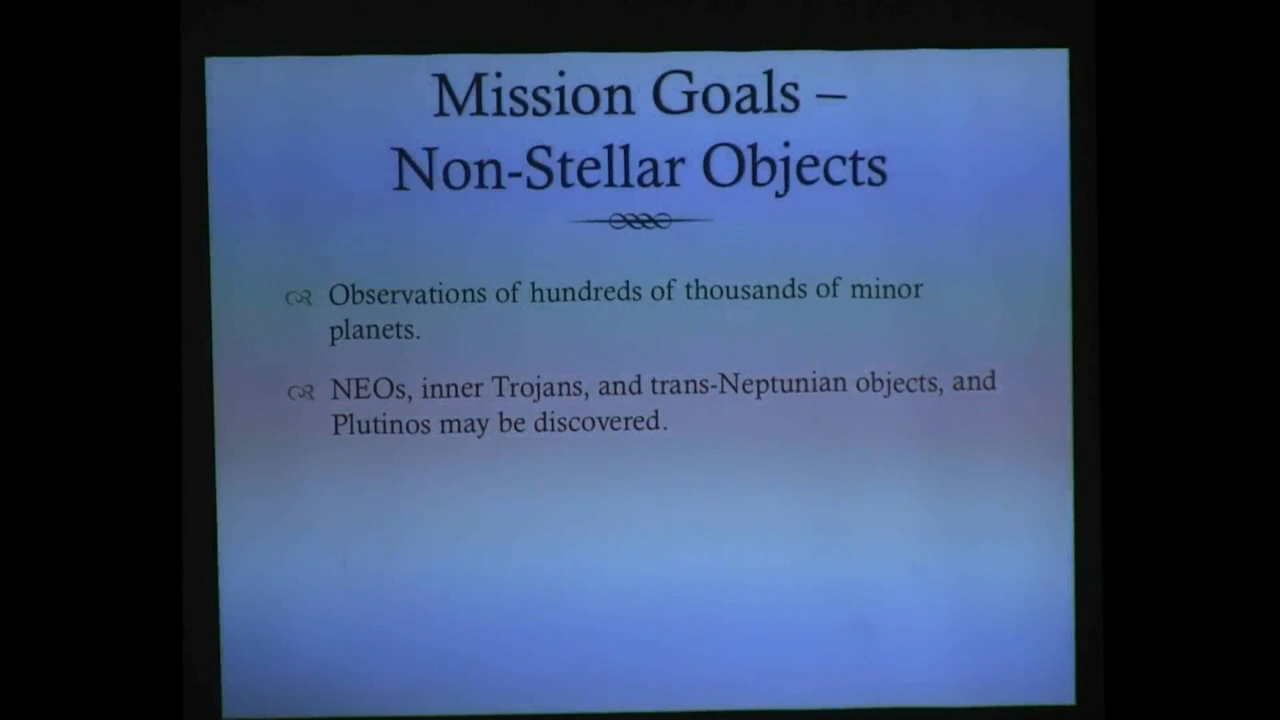 Mission Goals –
Non-Stellar Objects
Observations of hundreds of thousands of minor
planets.
NEOs, inner Trojans, and trans-Neptunian objects, and
Plutinos may be discovered.